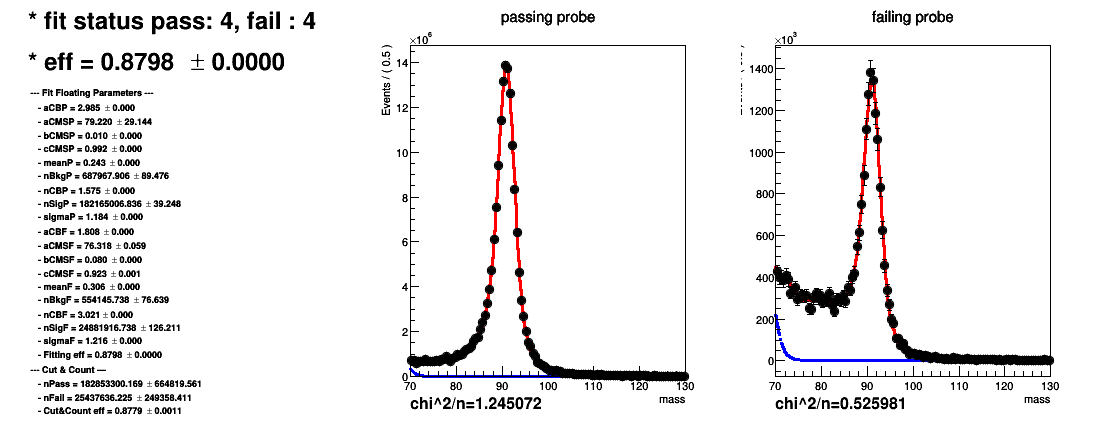 * fit status pass: 4, fail : 4
* eff = 0.8798 ± 0.0000
--- Fit Floating Parameters ---
- aCBP = 2.985 ± 0.000
- aCMSP = 79.220 ± 29.144
- bCMSP = 0.010 ± 0.000
- cCMSP = 0.992 ± 0.000
- meanP = 0.243 ± 0.000
- nBkgP = 687967.906 ± 89.476
- nCBP = 1.575 ± 0.000
- nSigP = 182165006.836 ± 39.248
- sigmaP = 1.184 ± 0.000
- aCBF = 1.808 ± 0.000
- aCMSF = 76.318 ± 0.059
- bCMSF = 0.080 ± 0.000
- cCMSF = 0.923 ± 0.001
- meanF = 0.306 ± 0.000
- nBkgF = 554145.738 ± 76.639
- nCBF = 3.021 ± 0.000
- nSigF = 24881916.738 ± 126.211
- sigmaF = 1.216 ± 0.000
- Fitting eff = 0.8798 ± 0.0000
--- Cut & Count ---
- nPass = 182853300.169 ± 664819.561
- nFail = 25437636.225 ± 249358.411
- Cut&Count eff = 0.8779 ± 0.0011
passing probe
×10⁶
Events / ( 0.5 )
14
12
10
8
6
4
2
0
70 80 90 100 110 120 130
mass
chi^2/n=1.245072
failing probe
×10³
1400
1200
1000
800
600
400
200
0
70 80 90 100 110 120 130
mass
chi^2/n=0.525981